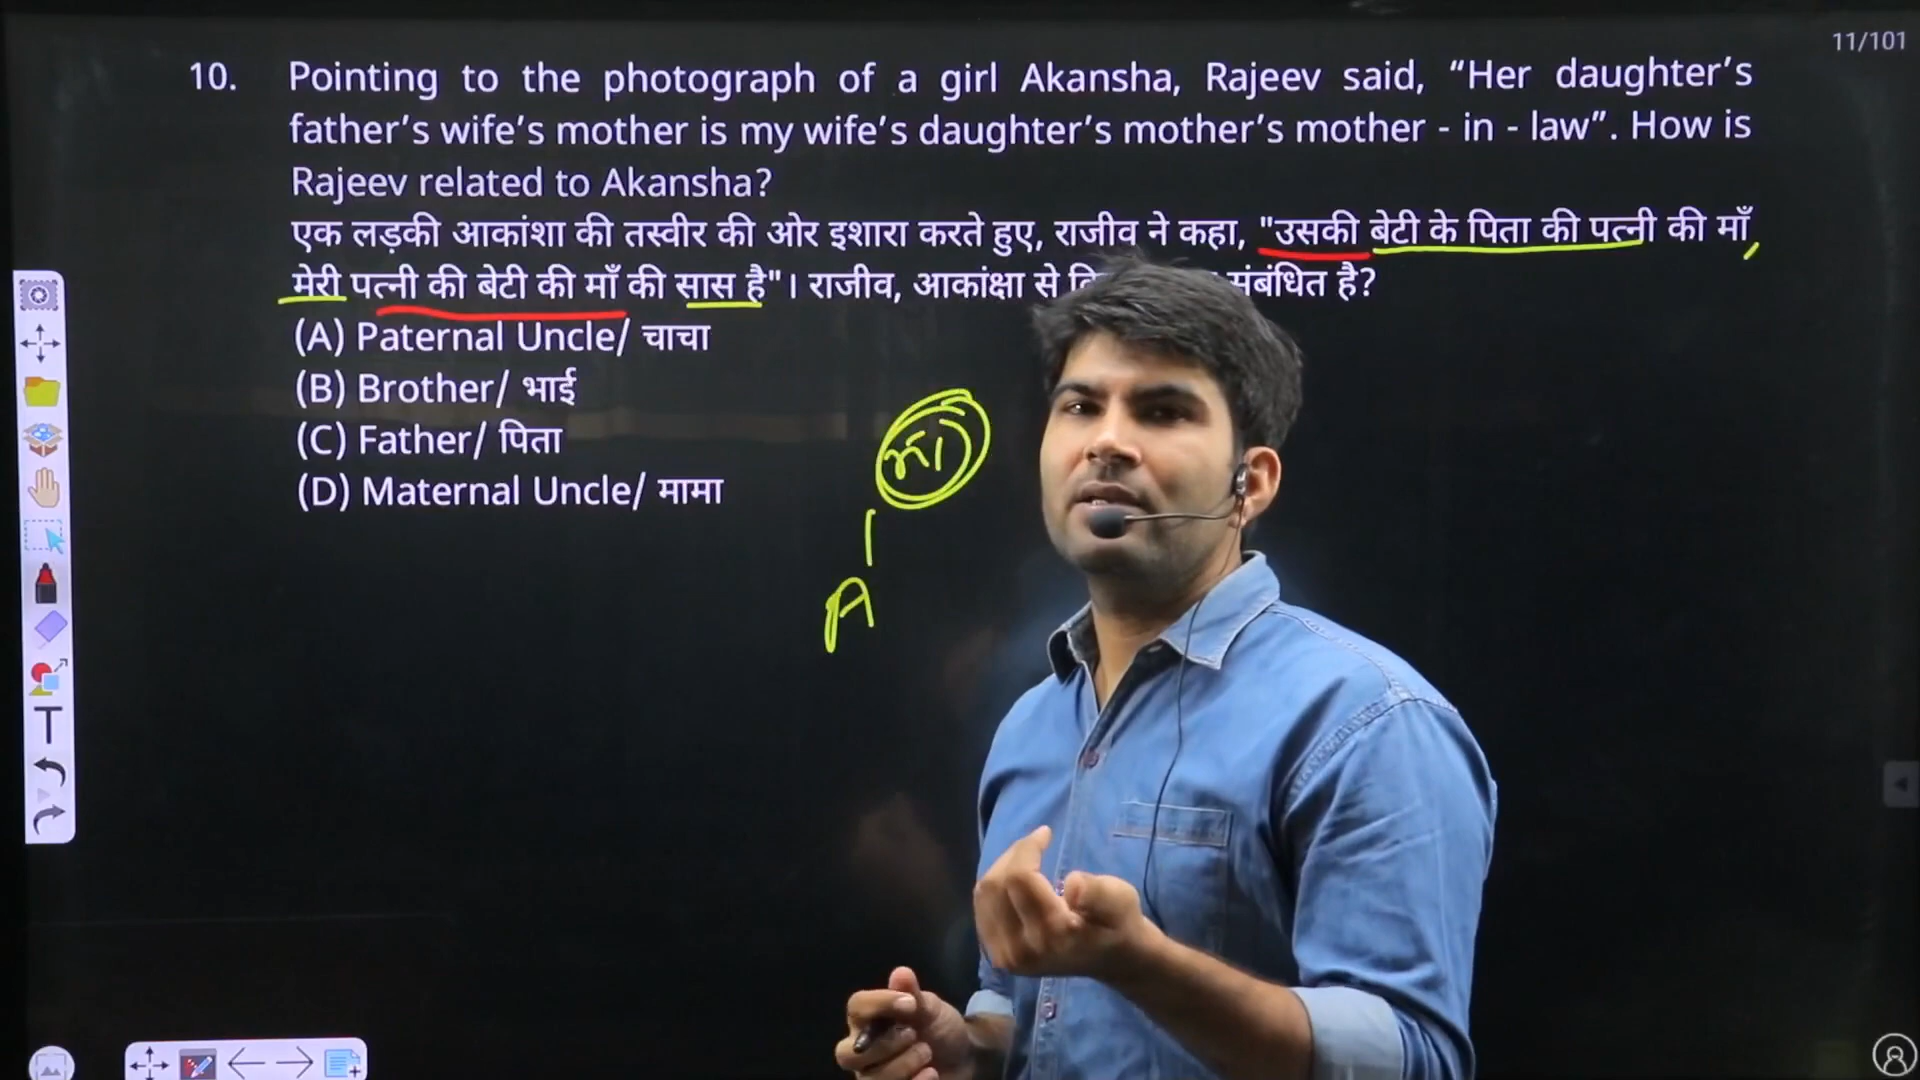 11/101
10. Pointing to the photograph of a girl Akansha, Rajeev said, “Her daughter’s
father’s wife’s mother is my wife’s daughter’s mother’s mother - in - law”. How is
Rajeev related to Akansha?
एक लड़की आकांशा की तस्वीर की ओर इशारा करते हुए, राजीव ने कहा, "उसकी बेटी के पिता की पत्नी की माँ,
मेरी पत्नी की बेटी की माँ की सास है"। राजीव, आकांक्षा से संबंधित है?
(A) Paternal Uncle/ चाचा
(B) Brother/ भाई
(C) Father/ पिता
(D) Maternal Uncle/ मामा
माँ
A
T